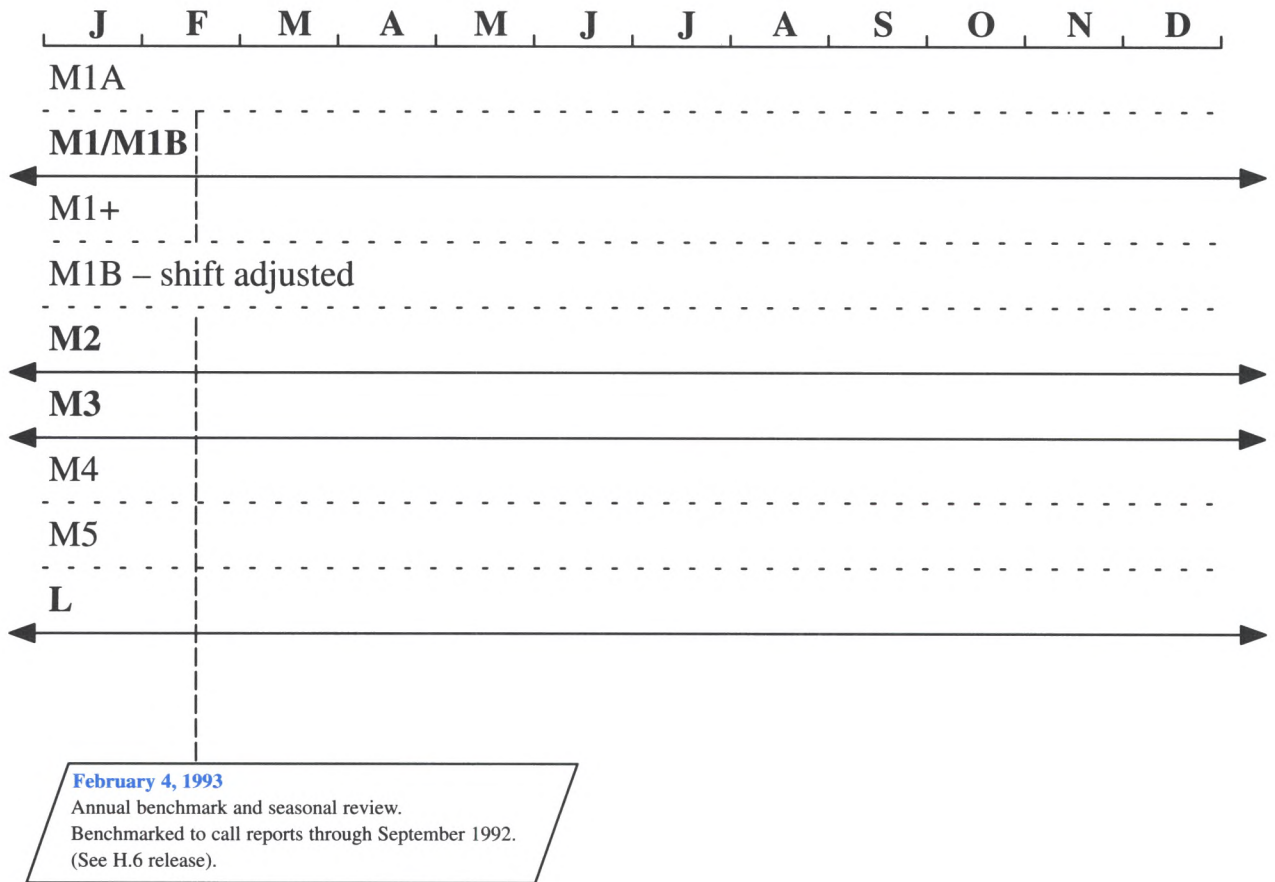 J F M A M J J A S O N D
M1A
M1/M1B
M1+
M1B – shift adjusted
M2
M3
M4
M5
L
February 4, 1993
Annual benchmark and seasonal review.
Benchmarked to call reports through September 1992.
(See H.6 release).